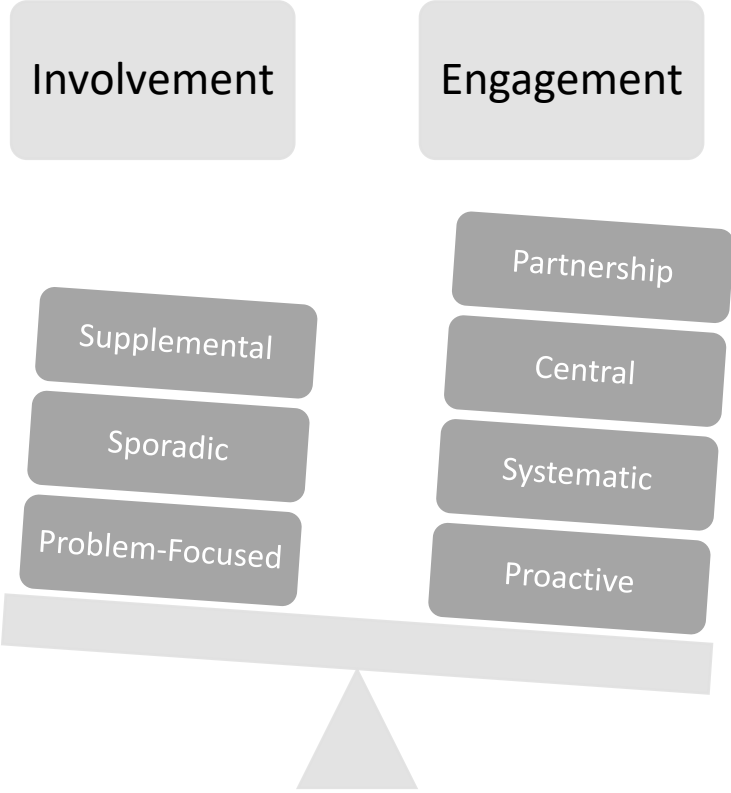 Involvement
Engagement
Supplemental
Sporadic
Problem-Focused
Partnership
Central
Systematic
Proactive